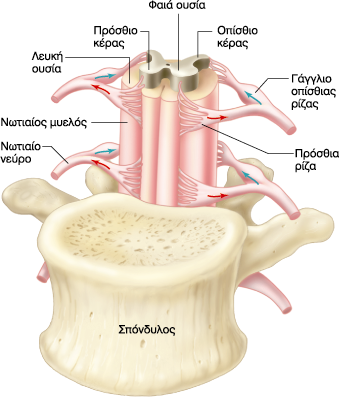 Φαιά ουσία
Πρόσθιο
κέρας
Οπίσθιο
κέρας
Λευκή
ουσία
Γάγγλιο
οπίσθιας
ρίζας
Νωτιαίος μυελός
Νωτιαίο
νεύρο
Πρόσθια
ρίζα
Σπόνδυλος